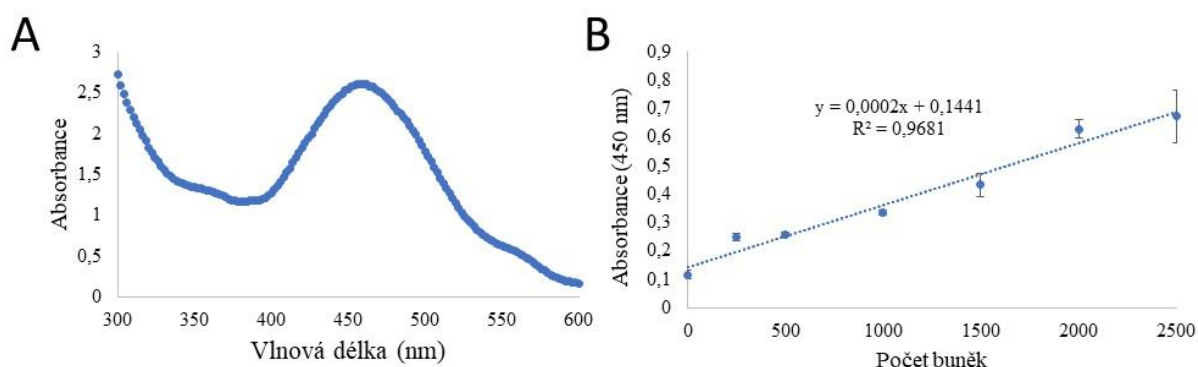 A
3
2,5
2
1,5
1
0,5
0
Absorbance
300 350 400 450 500 550 600
Vlnová délka (nm)
B
0,9
0,8
0,7
0,6
0,5
0,4
0,3
0,2
0,1
0
Absorbance (450 nm)
y = 0,0002x + 0,1441
R² = 0,9681
0 500 1000 1500 2000 2500
Počet buněk